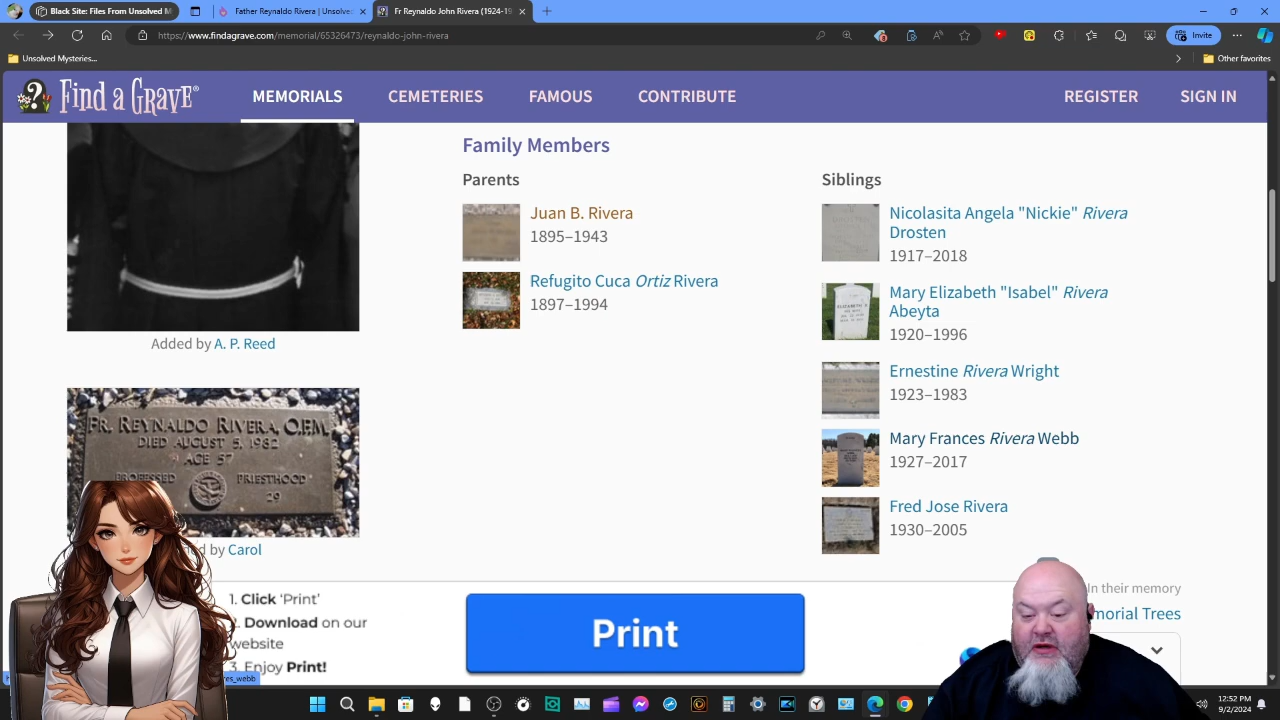 Black Site: Files From Unsolved M
Father Memorials | Unsolve
Fr Reynaldo John Rivera (1924-19
https://www.findagrave.com/memorial/65326473/reynaldo-john-rivera
Invite
Unsolved Mysteries...
Other favorites
Find a Grave®
MEMORIALS
CEMETERIES
FAMOUS
CONTRIBUTE
REGISTER
SIGN IN
Added by A. P. Reed
FR. REYNALDO RIVERA, O.F.M.
DIED AUGUST 5, 1982
AGE 57
PROFESSED
PRIESTHOOD
29
by Carol
Family Members
Parents
Juan B. Rivera
1895–1943
Refugito Cuca Ortiz Rivera
1897–1994
Siblings
Nicolasita Angela "Nickie" Rivera
Drosten
1917–2018
Mary Elizabeth "Isabel" Rivera
Abeyta
1920–1996
Ernestine Rivera Wright
1923–1983
Mary Frances Rivera Webb
1927–2017
Fred Jose Rivera
1930–2005
1. Click 'Print'
2. Download on our
website
3. Enjoy Print!
Print
In their memory
morial Trees
res_webb
12:52 PM
9/2/2024